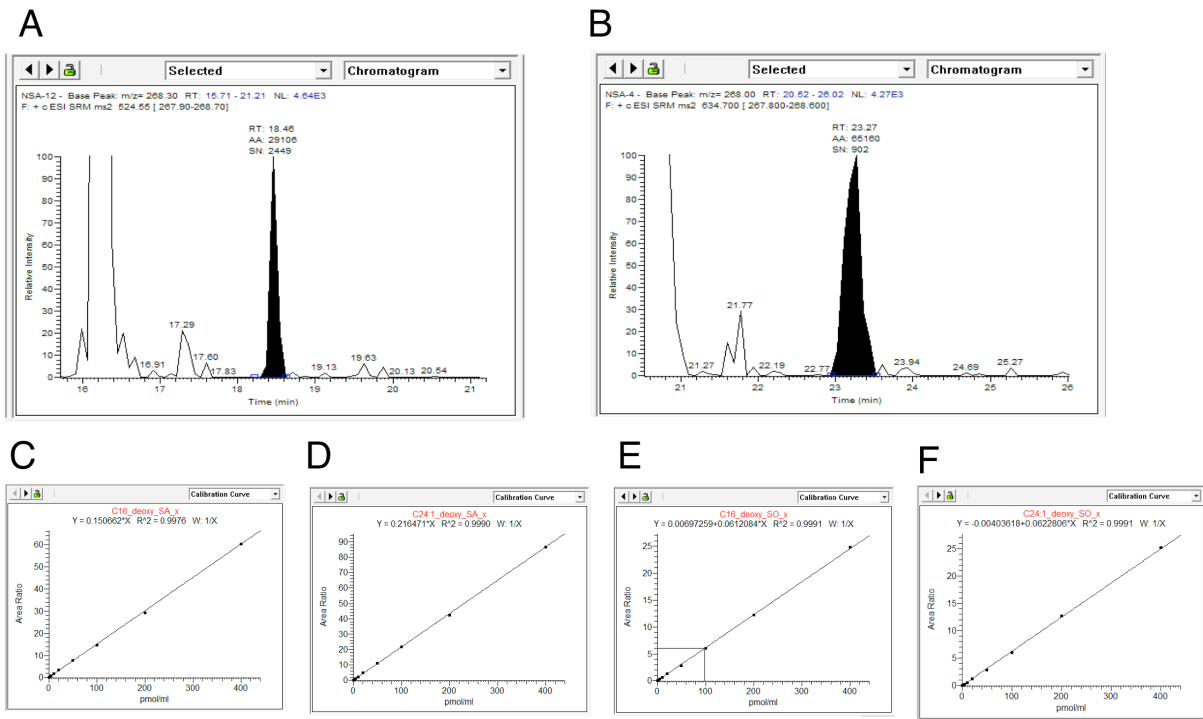 A
B
Selected
Chromatogram
NSA-12 - Base Peak: m/z= 268.30 RT: 15.71 - 21.21 NL: 4.64E3
F: + c ESI SRM ms2 524.55 [ 267.90-268.70]
RT: 18.46
AA: 29106
SN: 2449
100
90
80
70
60
50
40
30
20
10
0
Relative Intensity
16.91
17.29
17.60
17.83
19.13
19.63
20.13
20.54
16
17
18
19
20
21
Time (min)
Selected
Chromatogram
NSA-4 - Base Peak: m/z= 268.00 RT: 20.52 - 26.02 NL: 4.27E3
F: + c ESI SRM ms2 634.700 [ 267.800-268.600]
RT: 23.27
AA: 65160
SN: 902
100
90
80
70
60
50
40
30
20
10
0
Relative Intensity
21.27
21.77
22.19
22.77
23.94
24.69
25.27
21
22
23
24
25
26
Time (min)
C
D
E
F
Calibration Curve
C16_deoxy_SA_x
Y = 0.150662*X R^2 = 0.9976 W: 1/X
60
50
40
30
20
10
0
Area Ratio
0
100
200
300
400
pmol/ml
Calibration Curve
C24:1_deoxy_SA_x
Y = 0.216471*X R^2 = 0.9990 W: 1/X
90
80
70
60
50
40
30
20
10
0
Area Ratio
0
100
200
300
400
pmol/ml
Calibration Curve
C16_deoxy_SO_x
Y = 0.00697259+0.0612084*X R^2 = 0.9991 W: 1/X
25
20
15
10
5
0
Area Ratio
0
100
200
300
400
pmol/ml
Calibration Curve
C24:1_deoxy_SO_x
Y = -0.00403618+0.0622806*X R^2 = 0.9991 W: 1/X
25
20
15
10
5
0
Area Ratio
0
100
200
300
400
pmol/ml